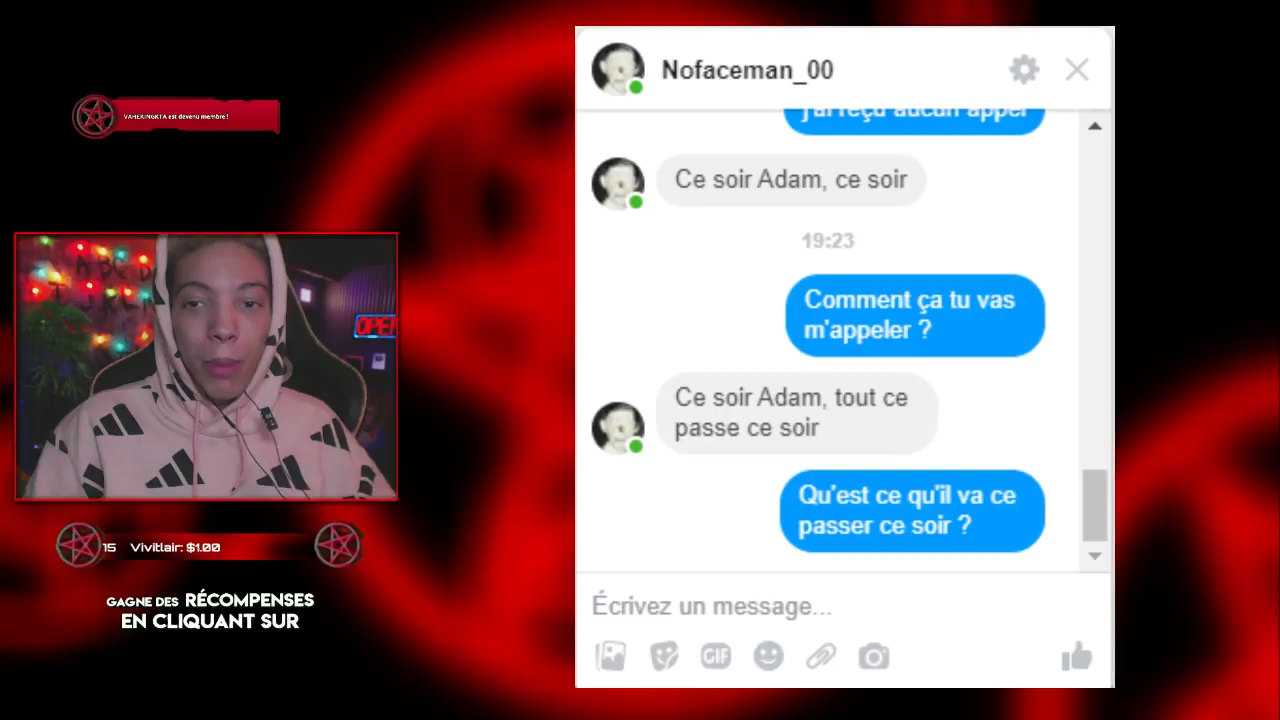 VAHEKINGKTA est devenu membre !
A B C D
OPEN
15 Vivitlair: $1.00
GAGNE DES RÉCOMPENSES
EN CLIQUANT SUR
Nofaceman_00
j'ai reçu aucun appel
Ce soir Adam, ce soir
19:23
Comment ça tu vas
m'appeler ?
Ce soir Adam, tout ce
passe ce soir
Qu'est ce qu'il va ce
passer ce soir ?
Écrivez un message...
GIF